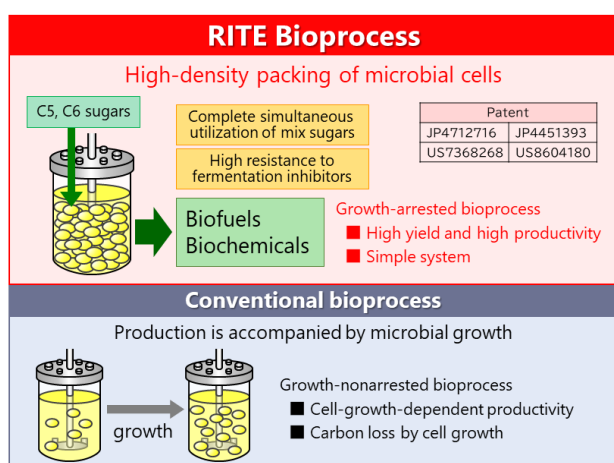 RITE Bioprocess
High-density packing of microbial cells
C5, C6 sugars
Complete simultaneous
utilization of mix sugars
High resistance to
fermentation inhibitors
Patent
JP4712716 JP4451393
US7368268 US8604180
Biofuels
Biochemicals
Growth-arrested bioprocess
■ High yield and high productivity
■ Simple system
Conventional bioprocess
Production is accompanied by microbial growth
growth
Growth-nonarrested bioprocess
■ Cell-growth-dependent productivity
■ Carbon loss by cell growth